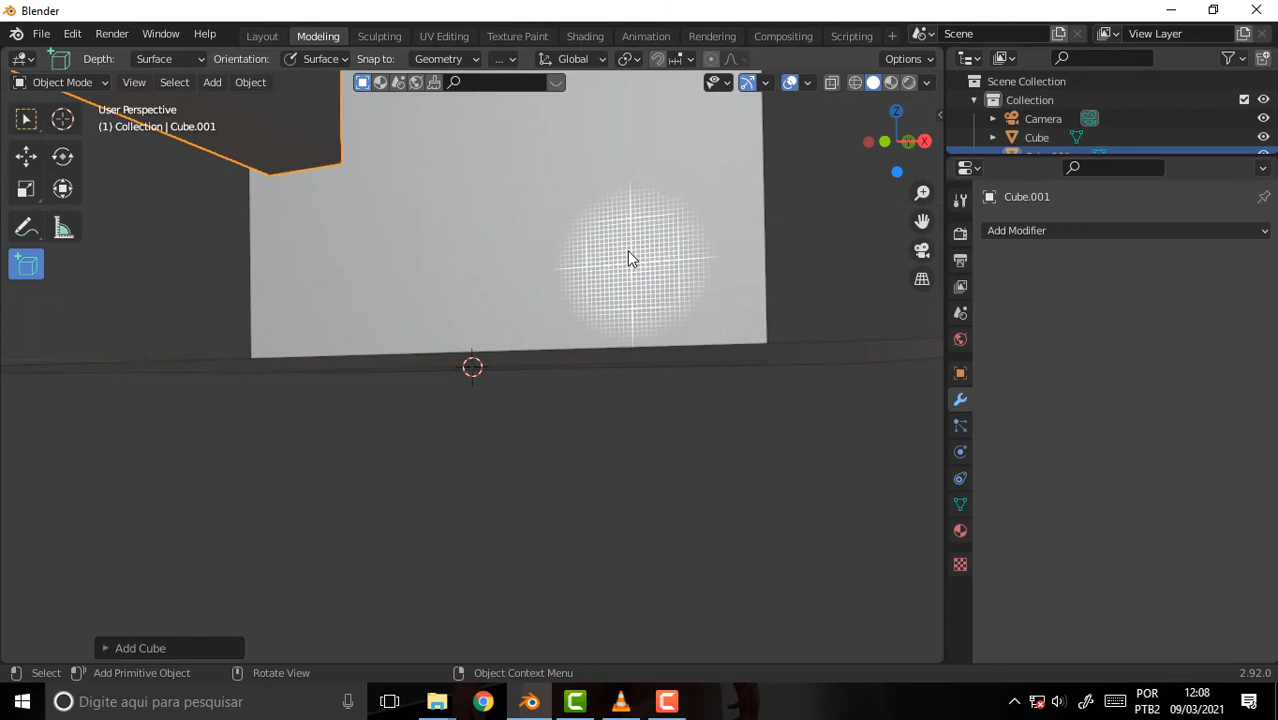 Blender
File Edit Render Window Help Layout Modeling Sculpting UV Editing Texture Paint Shading Animation Rendering Compositing Scripting + Scene View Layer
Depth: Surface Orientation: Surface Snap to: Geometry ... Global Options
Object Mode View Select Add Object
User Perspective
(1) Collection | Cube.001
Z
Y X
Scene Collection
Collection
Camera
Cube
Cube.001
Add Modifier
Add Cube
Select Add Primitive Object Rotate View Object Context Menu 2.92.0
Digite aqui para pesquisar
POR 12:08
PTB2 09/03/2021